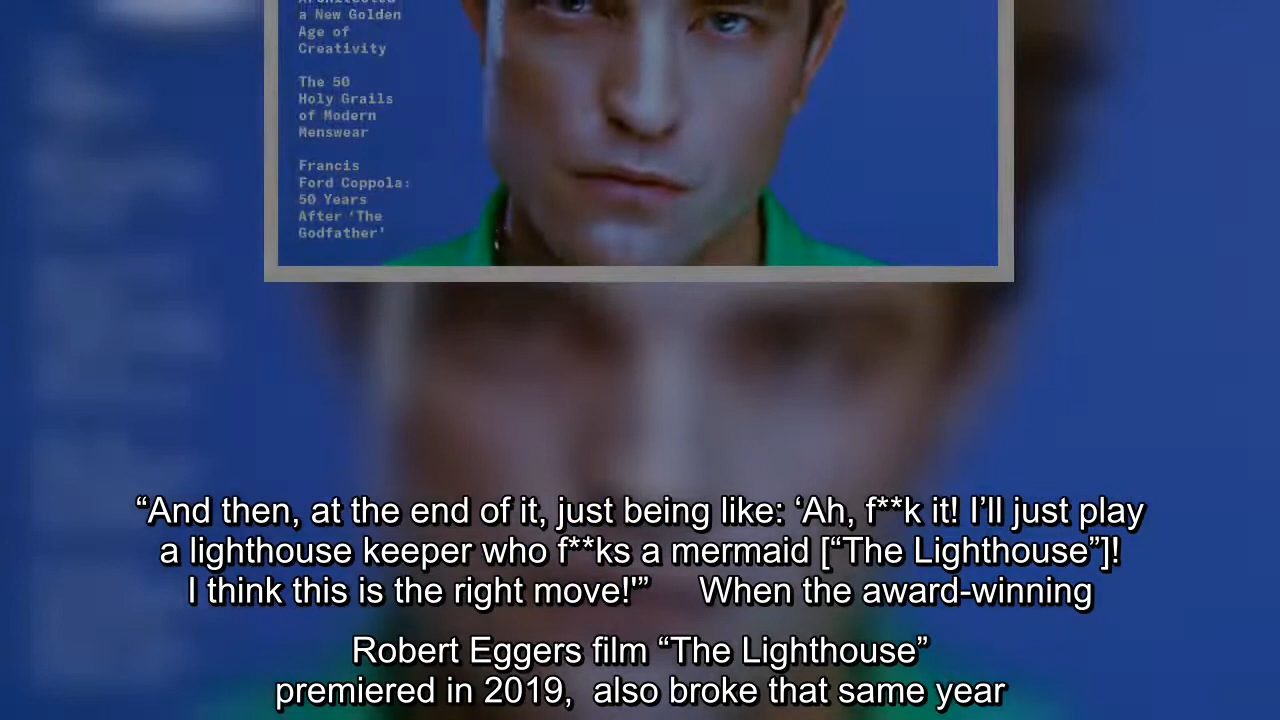 a New Golden
Age of
Creativity
The 50
Holy Grails
of Modern
Menswear
Francis
Ford Coppola:
50 Years
After ‘The
Godfather’
“And then, at the end of it, just being like: ‘Ah, f**k it! I’ll just play
a lighthouse keeper who f**ks a mermaid [“The Lighthouse”]!
I think this is the right move!'” When the award-winning
Robert Eggers film “The Lighthouse”
premiered in 2019, also broke that same year